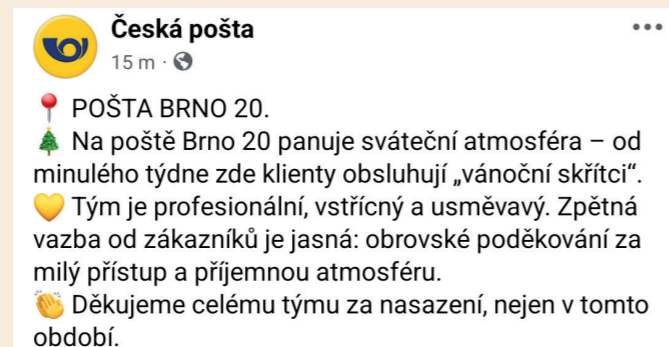 Česká pošta
15 m ·
📍 POŠTA BRNO 20.
🎄 Na poště Brno 20 panuje sváteční atmosféra – od
minulého týdne zde klienty obsluhují „vánoční skřítci“.
💛 Tým je profesionální, vstřícný a usměvavý. Zpětná
vazba od zákazníků je jasná: obrovské poděkování za
milý přístup a příjemnou atmosféru.
👏 Děkujeme celému týmu za nasazení, nejen v tomto
období.